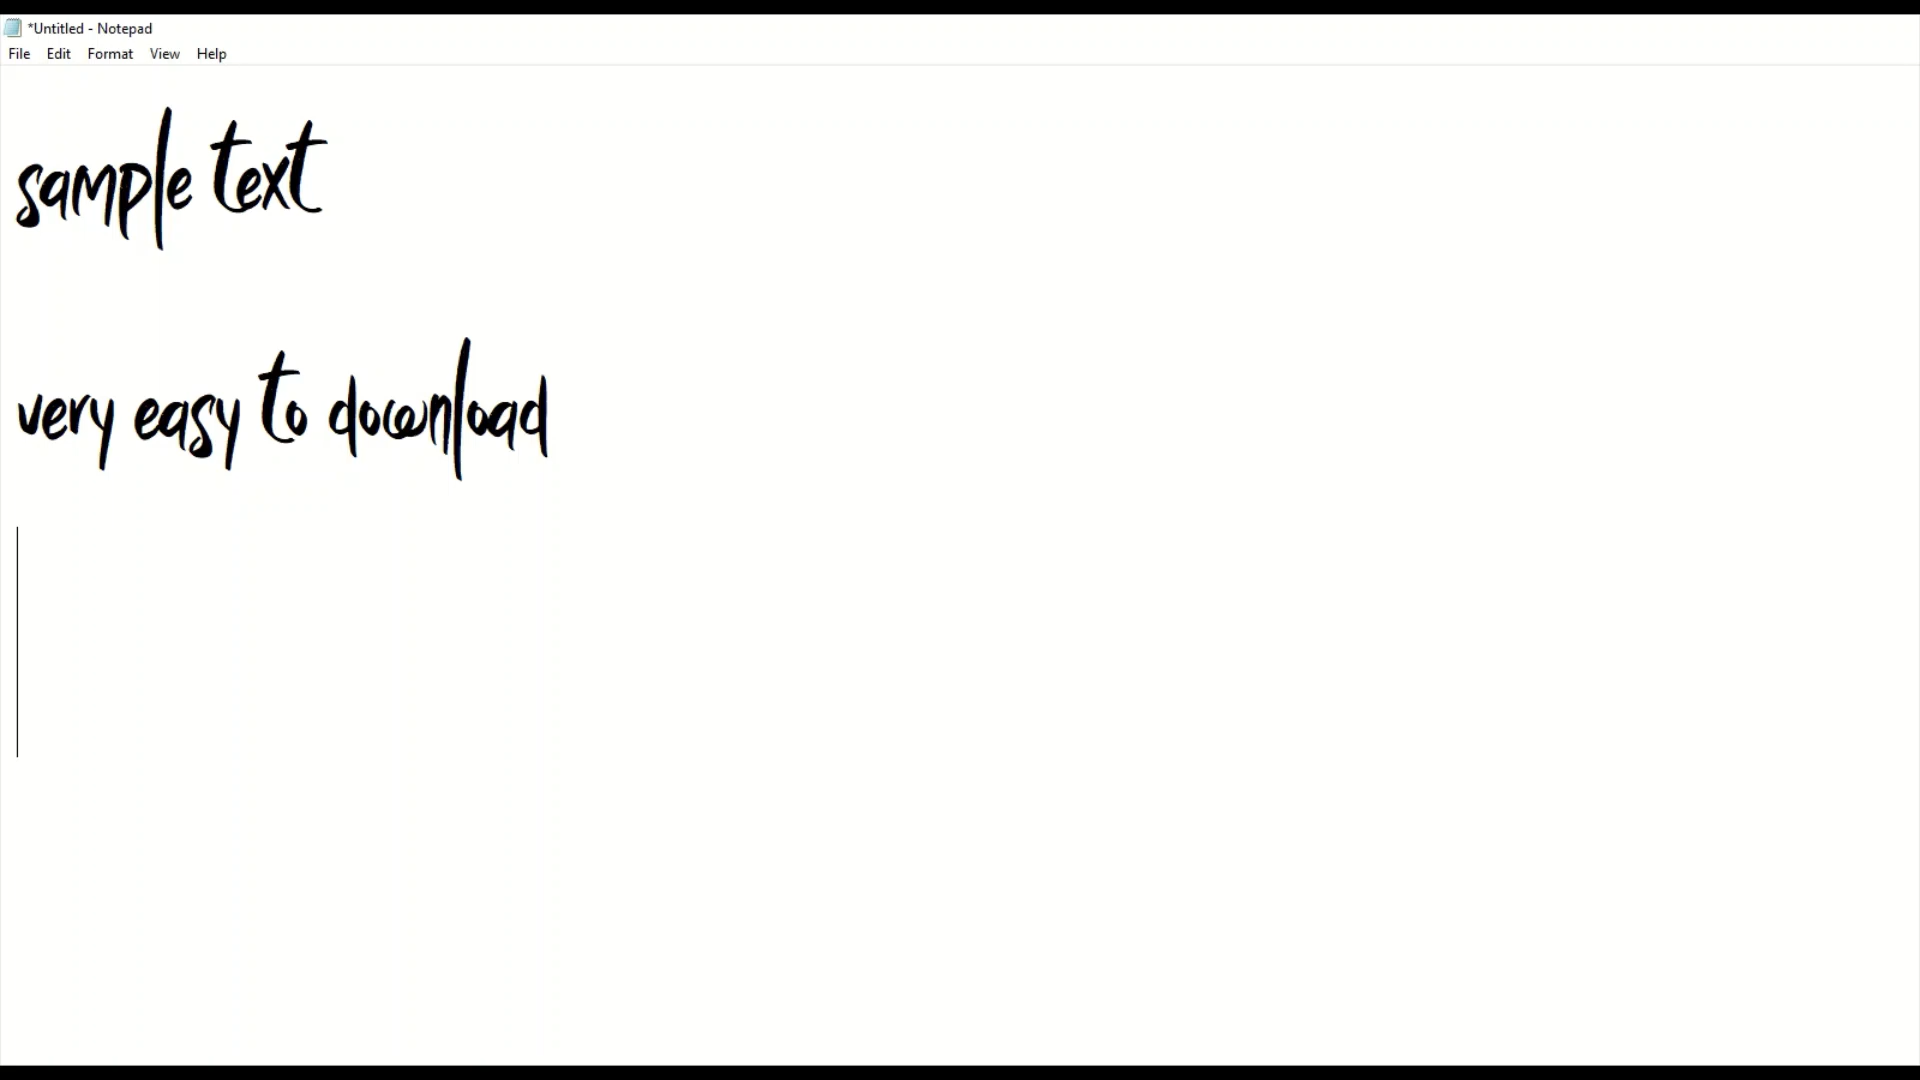 *Untitled - Notepad
File Edit Format View Help
sample text
very easy to download